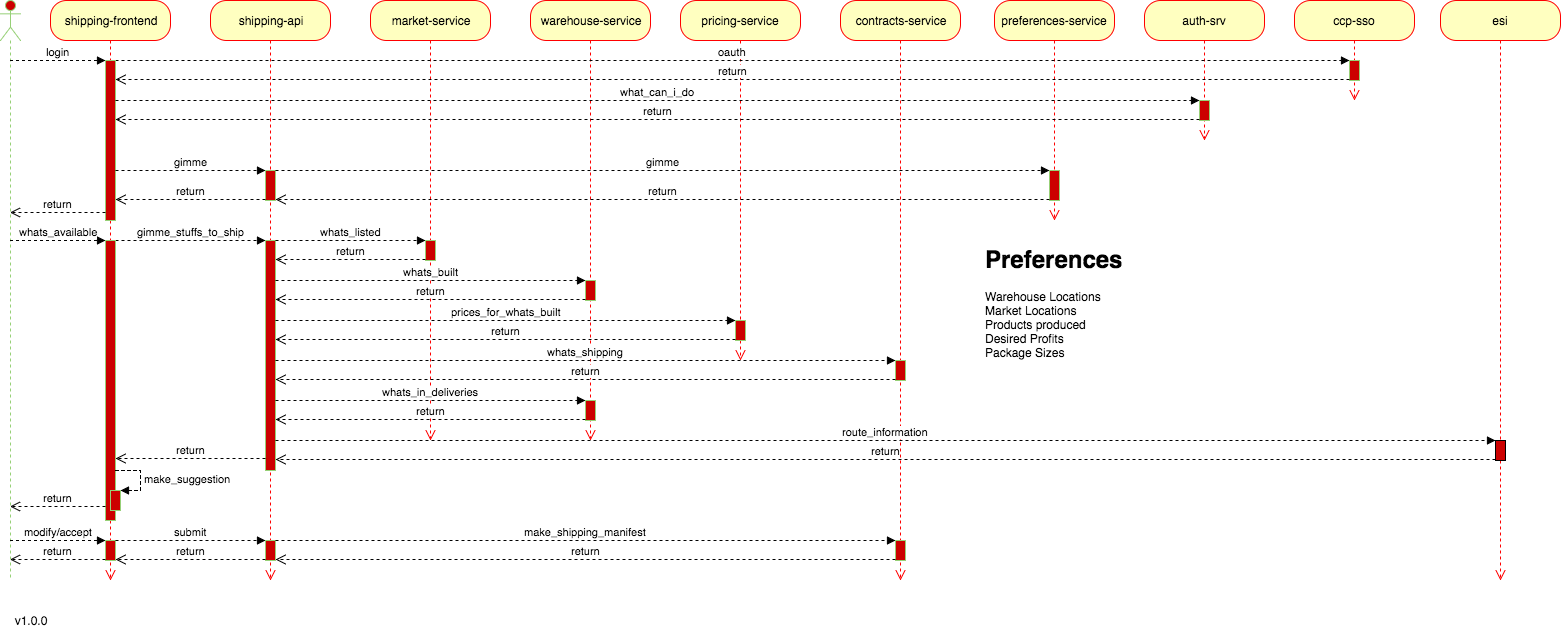 shipping-frontend
shipping-api
market-service
warehouse-service
pricing-service
contracts-service
preferences-service
auth-srv
ccp-sso
esi
login
oauth
return
what_can_i_do
return
gimme
gimme
return
return
return
whats_available
gimme_stuffs_to_ship
whats_listed
return
whats_built
return
prices_for_whats_built
return
whats_shipping
return
whats_in_deliveries
return
route_information
return
return
make_suggestion
return
modify/accept
submit
make_shipping_manifest
return
return
return
Preferences
Warehouse Locations
Market Locations
Products produced
Desired Profits
Package Sizes
v1.0.0